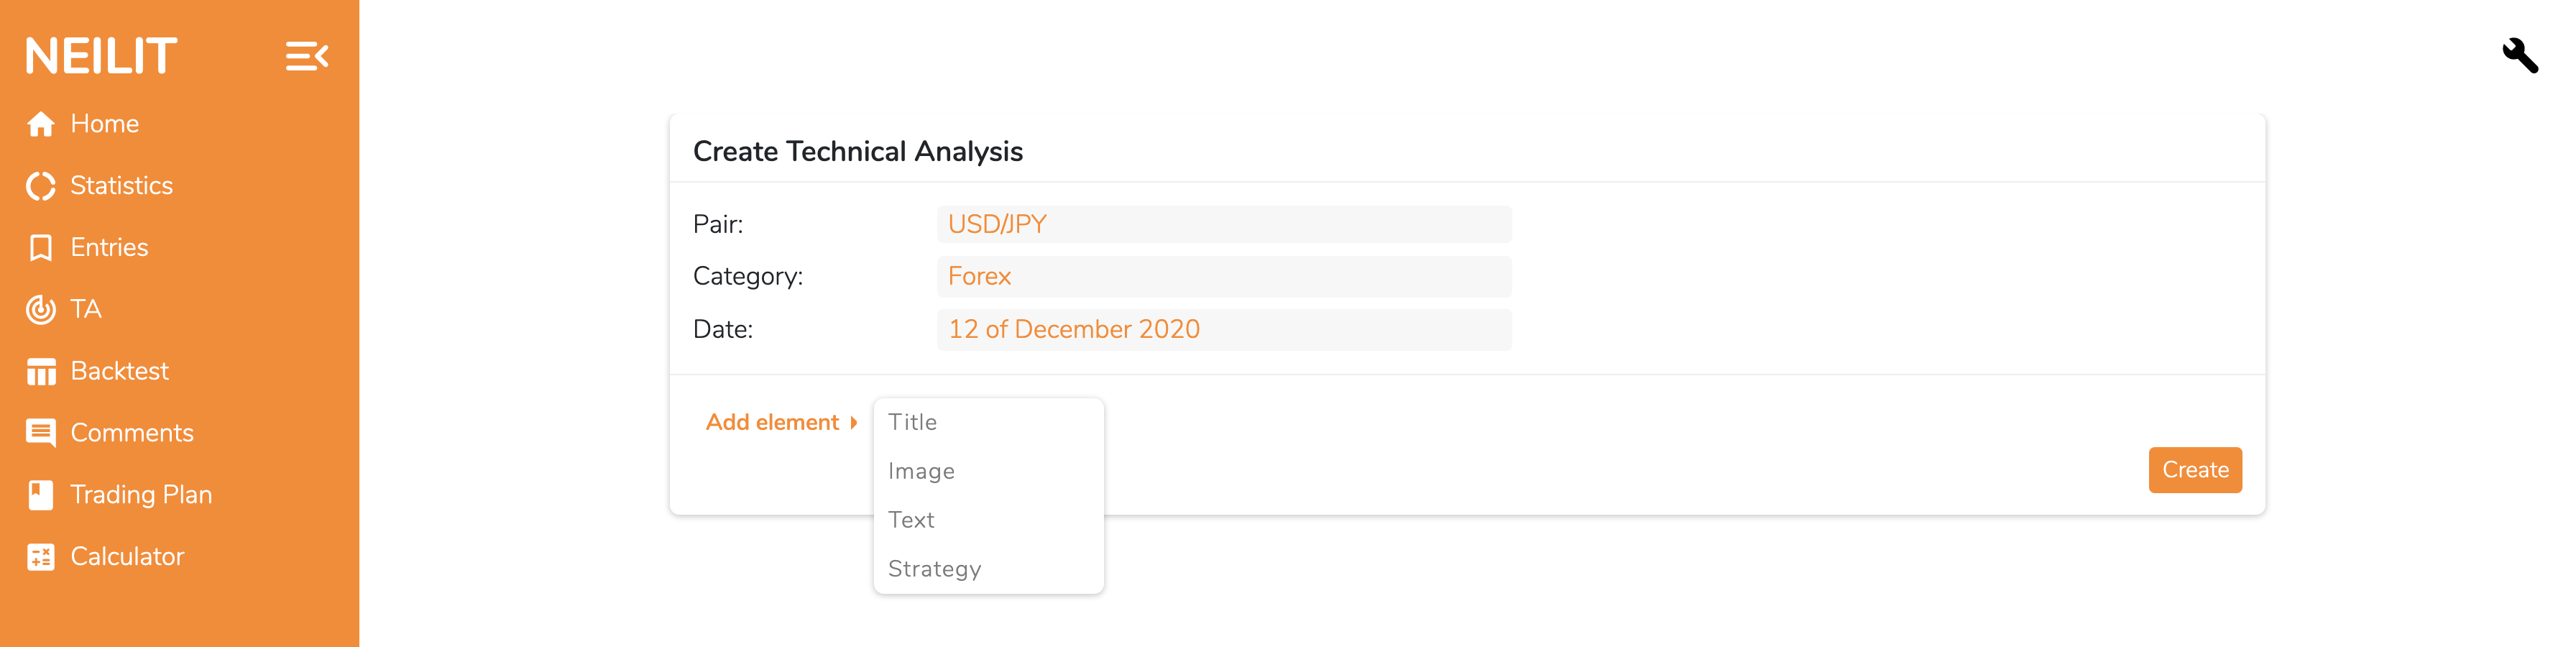 NEILIT
Home
Statistics
Entries
TA
Backtest
Comments
Trading Plan
Calculator
Create Technical Analysis
Pair: USD/JPY
Category: Forex
Date: 12 of December 2020
Add element
Title
Image
Text
Strategy
Create